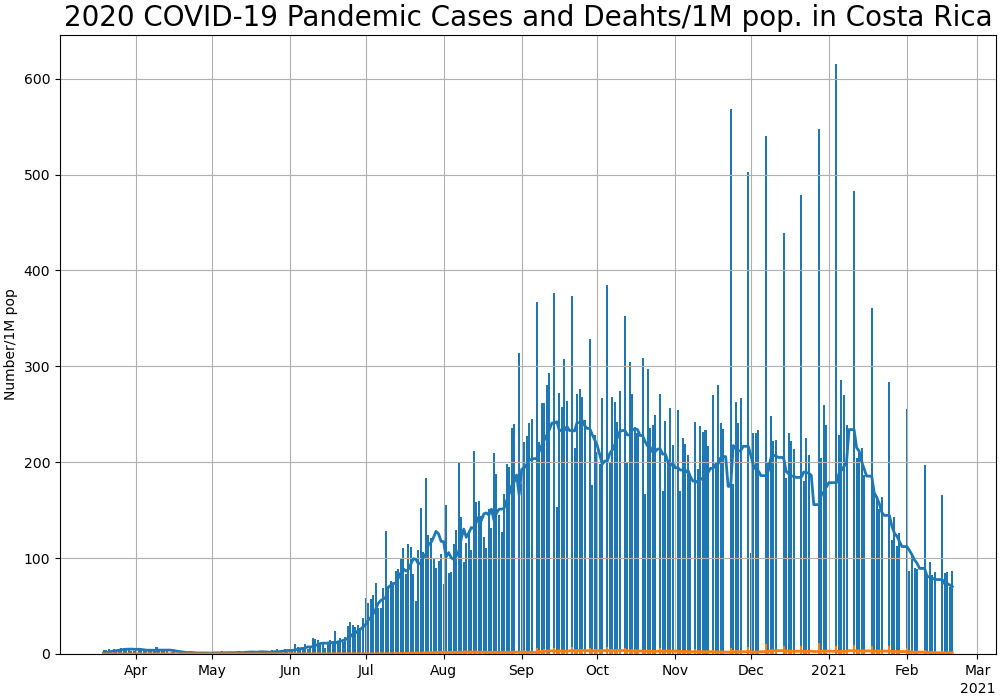 2020 COVID-19 Pandemic Cases and Deahts/1M pop. in Costa Rica
Number/1M pop
600
500
400
300
200
100
0
Apr May Jun Jul Aug Sep Oct Nov Dec 2021 Feb Mar
2021